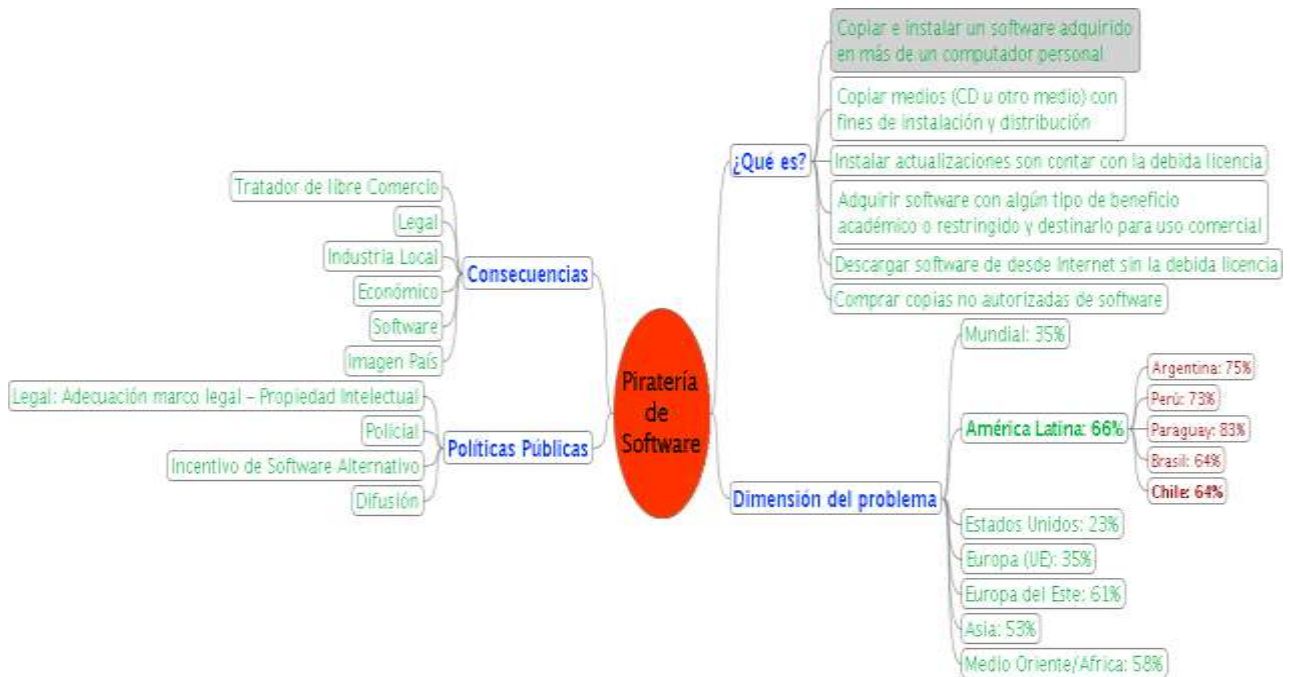 Piratería
de
Software
¿Qué es?
Copiar e instalar un software adquirido
en más de un computador personal
Copiar medios (CD u otro medio) con
fines de instalación y distribución
Instalar actualizaciones son contar con la debida licencia
Adquirir software con algún tipo de beneficio
académico o restringido y destinarlo para uso comercial
Descargar software de desde Internet sin la debida licencia
Comprar copias no autorizadas de software
Dimensión del problema
Mundial: 35%
América Latina: 66%
Argentina: 75%
Perú: 73%
Paraguay: 83%
Brasil: 64%
Chile: 64%
Estados Unidos: 23%
Europa (UE): 35%
Europa del Este: 61%
Asia: 53%
Medio Oriente/Africa: 58%
Consecuencias
Tratador de libre Comercio
Legal
Industria Local
Económico
Software
Imagen País
Políticas Públicas
Legal: Adecuación marco legal – Propiedad Intelectual
Policial
Incentivo de Software Alternativo
Difusión